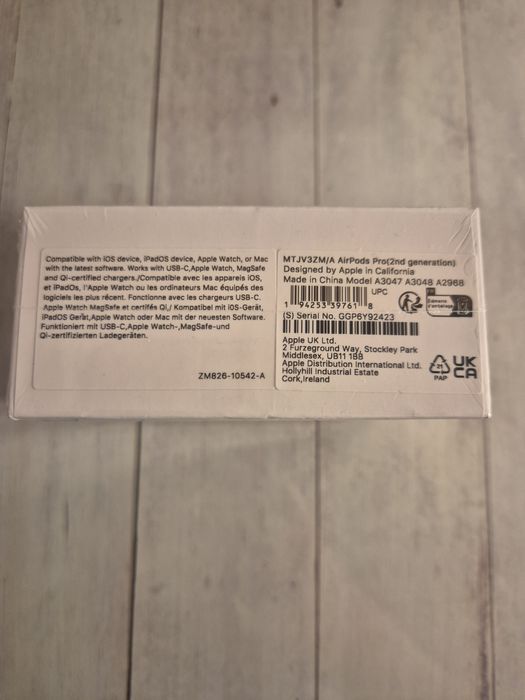 Compatible with iOS device, iPadOS device, Apple Watch, or Mac
with the latest software. Works with USB-C,Apple Watch, MagSafe
and Qi-certified chargers./Compatible avec les appareils iOS,
et iPadOs, l'Apple Watch ou les ordinateurs Mac équipés des
logiciels les plus récent. Fonctionne avec les chargeurs USB-C.
Apple Watch MagSafe et certifés Qi./ Kompatibel mit iOS-Gerät,
iPadOS Gerät,Apple Watch oder Mac mit der neuesten Software.
Funktioniert mit USB-C,Apple Watch-,MagSafe-und
Qi-zertifizierten Ladegeräten.
ZM826-10542-A
MTJV3ZM/A AirPods Pro(2nd generation)
Designed by Apple in California
Made in China Model A3047 A3048 A2968
UPC
1 94253 39761 8
FR
(S) Serial No. GGP6Y92423
Apple UK Ltd.
2 Furzeground Way, Stockley Park
Middlesex, UB11 1BB
Apple Distribution International Ltd.
Hollyhill Industrial Estate
Cork,Ireland
21
PAP
UK
CA